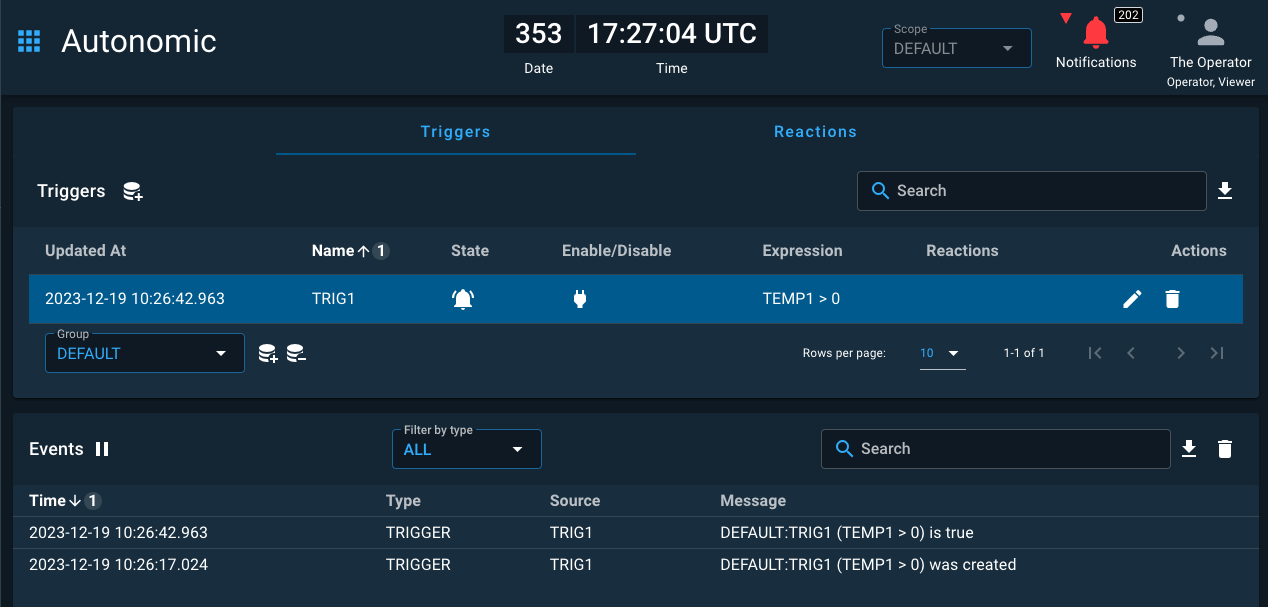 Autonomic
353 17:27:04 UTC
Date Time
Scope
DEFAULT
202
Notifications
The Operator
Operator, Viewer
Triggers Reactions
Triggers Search
Updated At Name 1 State Enable/Disable Expression Reactions Actions
2023-12-19 10:26:42.963 TRIG1 TEMP1 > 0
Group
DEFAULT
Rows per page: 10 1-1 of 1
Events
Filter by type
ALL
Search
Time 1 Type Source Message
2023-12-19 10:26:42.963 TRIGGER TRIG1 DEFAULT:TRIG1 (TEMP1 > 0) is true
2023-12-19 10:26:17.024 TRIGGER TRIG1 DEFAULT:TRIG1 (TEMP1 > 0) was created